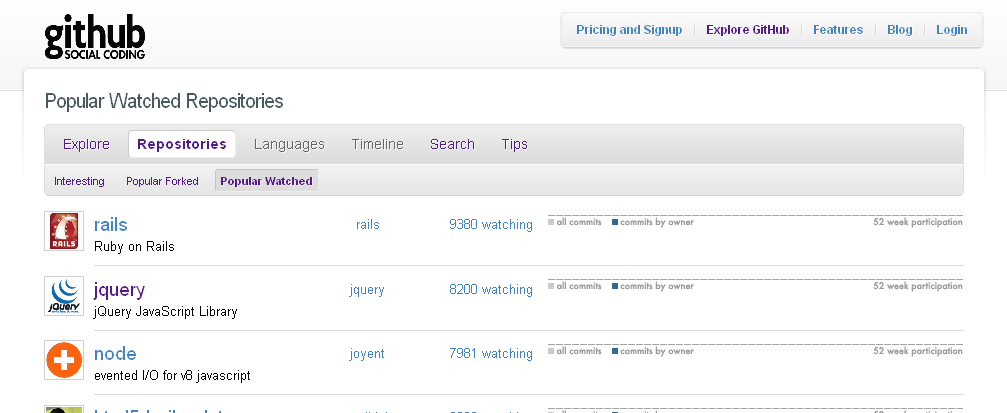 github
SOCIAL CODING
Pricing and Signup Explore GitHub Features Blog Login
Popular Watched Repositories
Explore Repositories Languages Timeline Search Tips
Interesting Popular Forked Popular Watched
RAILS rails rails 9380 watching all commits commits by owner 52 week participation
Ruby on Rails
jQuery jquery jquery 8200 watching all commits commits by owner 52 week participation
jQuery JavaScript Library
node joyent 7981 watching all commits commits by owner 52 week participation
evented I/O for v8 javascript